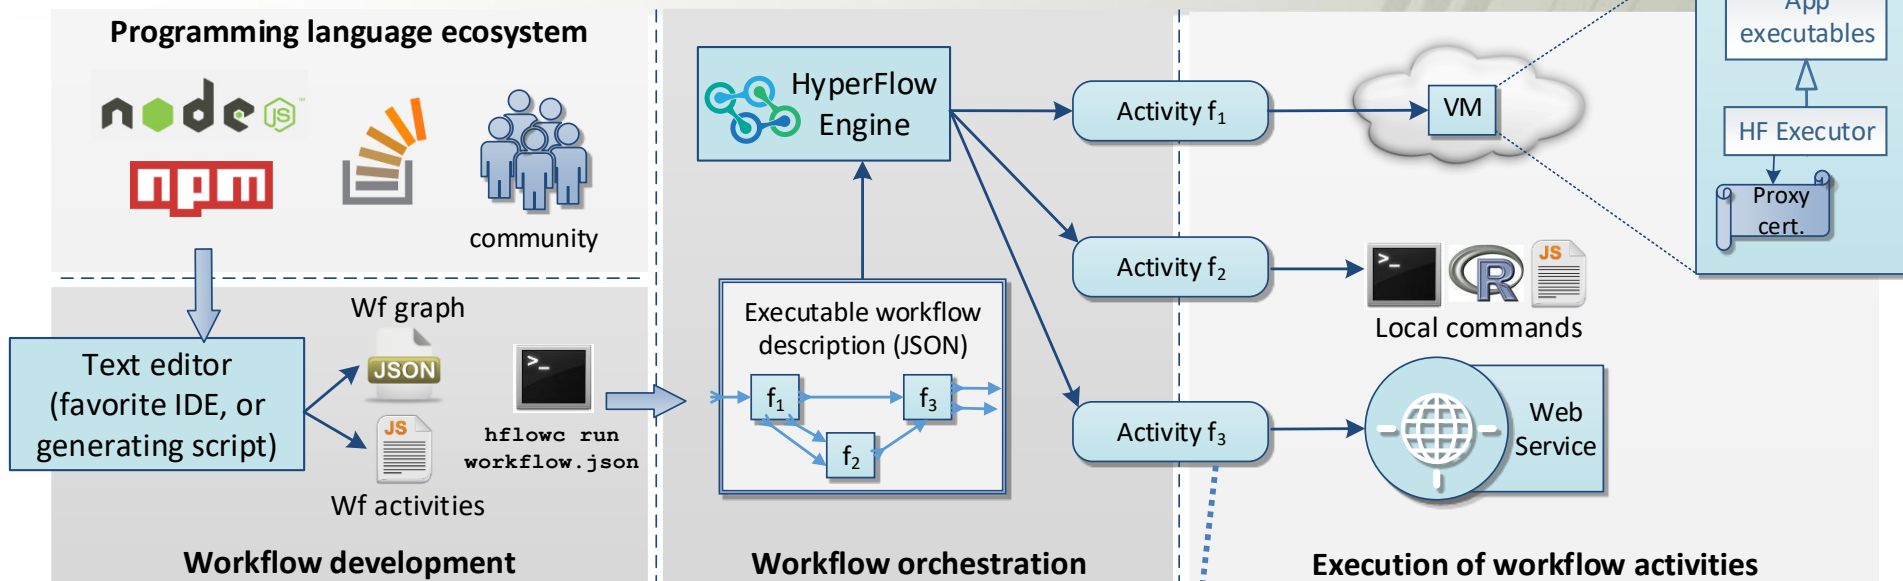 Programming language ecosystem
node JS ™
npm
community
Text editor
(favorite IDE, or
generating script)
Wf graph
JSON
JS
Wf activities
>_
hflowc run
workflow.json
Workflow development
HyperFlow
Engine
Executable workflow
description (JSON)
f1
f3
f2
Workflow orchestration
Activity f1
Activity f2
Activity f3
VM
>_
R
JS
Local commands
Web
Service
App
executables
HF Executor
Proxy
cert.
Execution of workflow activities